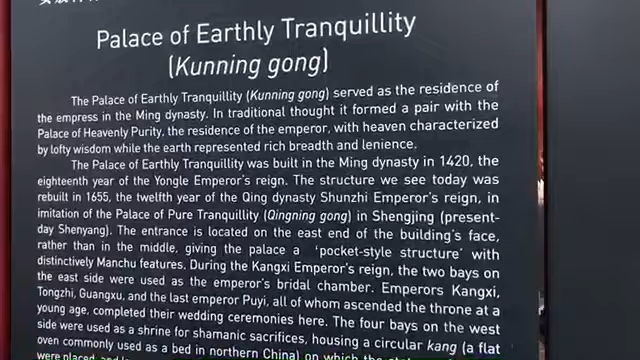 Palace of Earthly Tranquillity
(Kunning gong)
The Palace of Earthly Tranquillity (Kunning gong) served as the residence of
the empress in the Ming dynasty. In traditional thought it formed a pair with the
Palace of Heavenly Purity, the residence of the emperor, with heaven characterized
by lofty wisdom while the earth represented rich breadth and lenience.
The Palace of Earthly Tranquillity was built in the Ming dynasty in 1420, the
eighteenth year of the Yongle Emperor's reign. The structure we see today was
rebuilt in 1655, the twelfth year of the Qing dynasty Shunzhi Emperor's reign, in
imitation of the Palace of Pure Tranquility (Qingning gong) in Shengjing (present-
day Shenyang). The entrance is located on the east end of the building's face,
rather than in the middle, giving the palace a 'pocket-style structure' with
distinctively Manchu features. During the Kangxi Emperor's reign, the two bays on
the east side were used as the emperor's bridal chamber. Emperors Kangxi,
Tongzhi, Guangxu, and the last emperor Puyi, all of whom ascended the throne at a
young age, completed their wedding ceremonies here. The four bays on the west
side were used as a shrine for shamanic sacrifices, housing a circular kang (a flat
oven commonly used as a bed in northern China) on which the
were placed, and